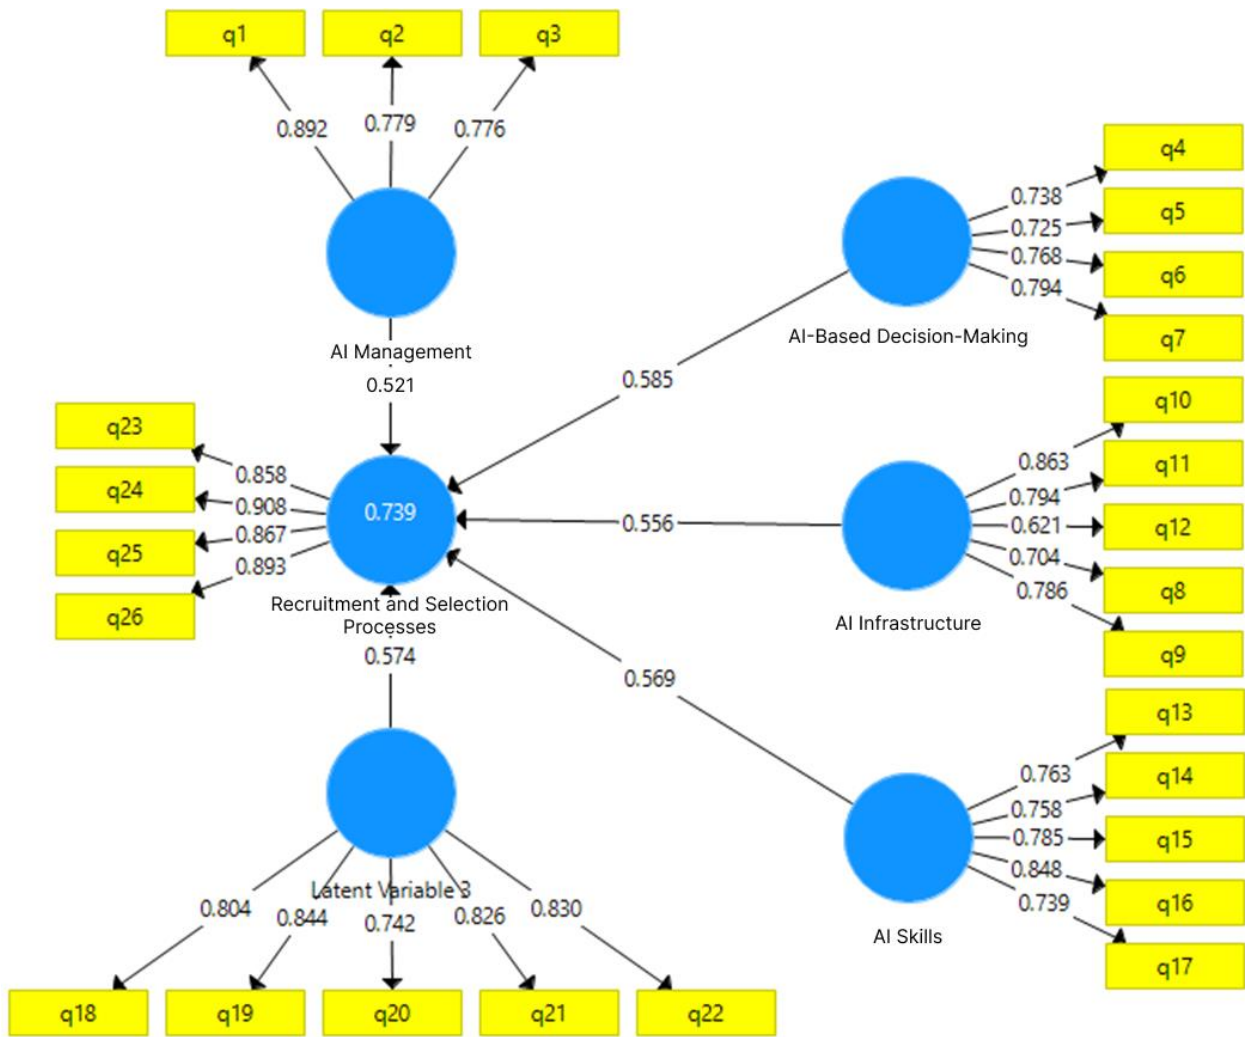 q1
q2
q3
0.892
0.779
0.776
AI Management
0.521
q4
q5
q6
q7
0.738
0.725
0.768
0.794
AI-Based Decision-Making
0.585
q23
q24
q25
q26
0.858
0.908
0.867
0.893
0.739
Recruitment and Selection
Processes
0.556
q10
q11
q12
q8
q9
0.863
0.794
0.621
0.704
0.786
AI Infrastructure
0.574
0.569
q13
q14
q15
q16
q17
0.763
0.758
0.785
0.848
0.739
AI Skills
Latent Variable 3
0.804
0.844
0.742
0.826
0.830
q18
q19
q20
q21
q22